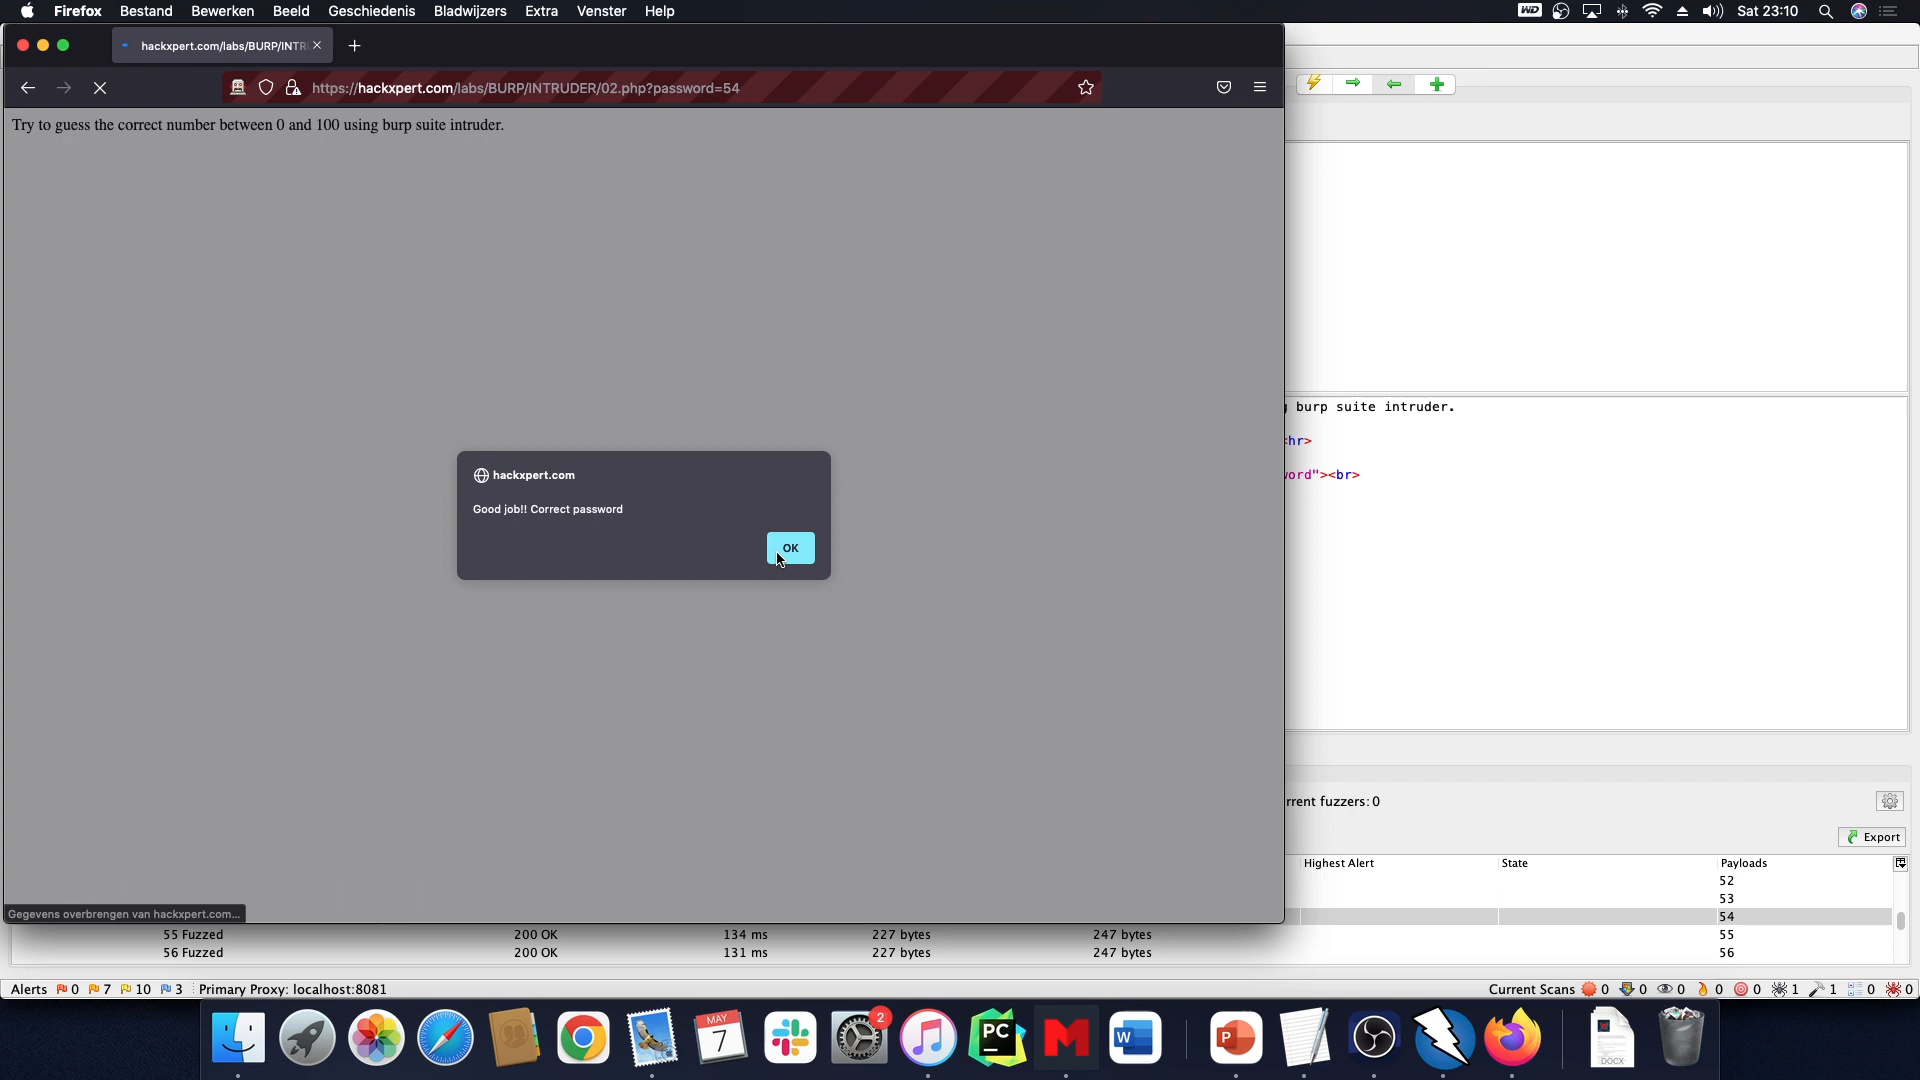 Firefox Bestand Bewerken Beeld Geschiedenis Bladwijzers Extra Venster Help
WD Sat 23:10
hackxpert.com/labs/BURP/INTR
https://hackxpert.com/labs/BURP/INTRUDER/02.php?password=54
Try to guess the correct number between 0 and 100 using burp suite intruder.
burp suite intruder.
hr>
hackxpert.com
ord"><br>
Good job!! Correct password
OK
rrent fuzzers: 0
Export
Highest Alert State Payloads
52
53
Gegevens overbrengen van hackxpert.com...
54
55 Fuzzed 200 OK 134 ms 227 bytes 247 bytes 55
56 Fuzzed 200 OK 131 ms 227 bytes 247 bytes 56
Alerts 0 7 10 3 Primary Proxy: localhost:8081
Current Scans 0 0 0 0 0 1 1 0 0
MAY
7
2
PC
W
P
DOCX